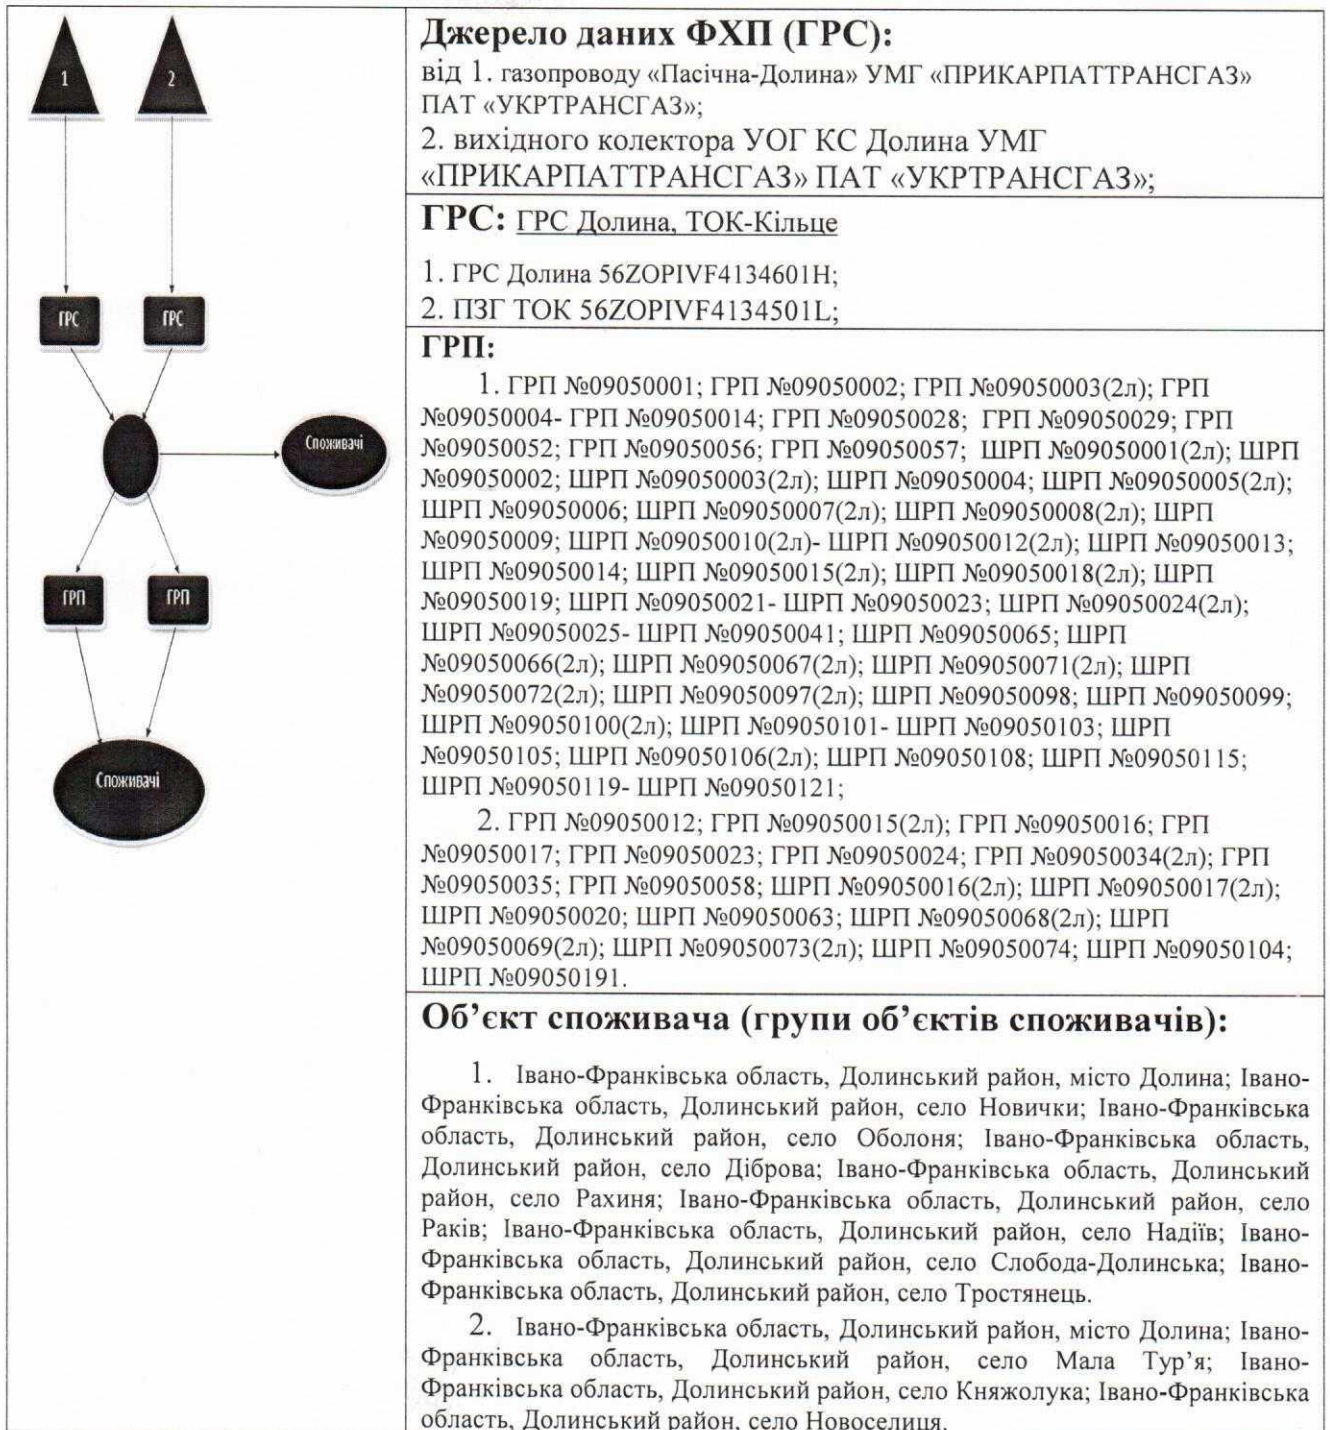 1
2
ГРС
ГРС
Споживачі
ГРП
ГРП
Споживачі
Джерело даних ФХП (ГРС):
від 1. газопроводу «Пасічна-Долина» УМГ «ПРИКАРПАТТРАНСГАЗ»
ПАТ «УКРТРАНСГАЗ»;
2. вихідного колектора УОГ КС Долина УМГ
«ПРИКАРПАТТРАНСГАЗ» ПАТ «УКРТРАНСГАЗ»;
ГРС: ГРС Долина, ТОК-Кільце
1. ГРС Долина 56ZOPIVF4134601H;
2. ПЗГ ТОК 56ZOPIVF4134501L;
ГРП:
1. ГРП №09050001; ГРП №09050002; ГРП №09050003(2л); ГРП
№09050004- ГРП №09050014; ГРП №09050028; ГРП №09050029; ГРП
№09050052; ГРП №09050056; ГРП №09050057; ШРП №09050001(2л); ШРП
№09050002; ШРП №09050003(2л); ШРП №09050004; ШРП №09050005(2л);
ШРП №09050006; ШРП №09050007(2л); ШРП №09050008(2л); ШРП
№09050009; ШРП №09050010(2л)- ШРП №09050012(2л); ШРП №09050013;
ШРП №09050014; ШРП №09050015(2л); ШРП №09050018(2л); ШРП
№09050019; ШРП №09050021- ШРП №09050023; ШРП №09050024(2л);
ШРП №09050025- ШРП №09050041; ШРП №09050065; ШРП
№09050066(2л); ШРП №09050067(2л); ШРП №09050071(2л); ШРП
№09050072(2л); ШРП №09050097(2л); ШРП №09050098; ШРП №09050099;
ШРП №09050100(2л); ШРП №09050101- ШРП №09050103; ШРП
№09050105; ШРП №09050106(2л); ШРП №09050108; ШРП №09050115;
ШРП №09050119- ШРП №09050121;
2. ГРП №09050012; ГРП №09050015(2л); ГРП №09050016; ГРП
№09050017; ГРП №09050023; ГРП №09050024; ГРП №09050034(2л); ГРП
№09050035; ГРП №09050058; ШРП №09050016(2л); ШРП №09050017(2л);
ШРП №09050020; ШРП №09050063; ШРП №09050068(2л); ШРП
№09050069(2л); ШРП №09050073(2л); ШРП №09050074; ШРП №09050104;
ШРП №09050191.
Об’єкт споживача (групи об’єктів споживачів):
1. Івано-Франківська область, Долинський район, місто Долина; Івано-
Франківська область, Долинський район, село Новички; Івано-Франківська
область, Долинський район, село Оболоня; Івано-Франківська область,
Долинський район, село Діброва; Івано-Франківська область, Долинський
район, село Рахиня; Івано-Франківська область, Долинський район, село
Раків; Івано-Франківська область, Долинський район, село Надіїв; Івано-
Франківська область, Долинський район, село Слобода-Долинська; Івано-
Франківська область, Долинський район, село Тростянець.
2. Івано-Франківська область, Долинський район, місто Долина; Івано-
Франківська область, Долинський район, село Мала Тур’я; Івано-
Франківська область, Долинський район, село Княжолука; Івано-Франківська
область, Долинський район, село Новоселиця.